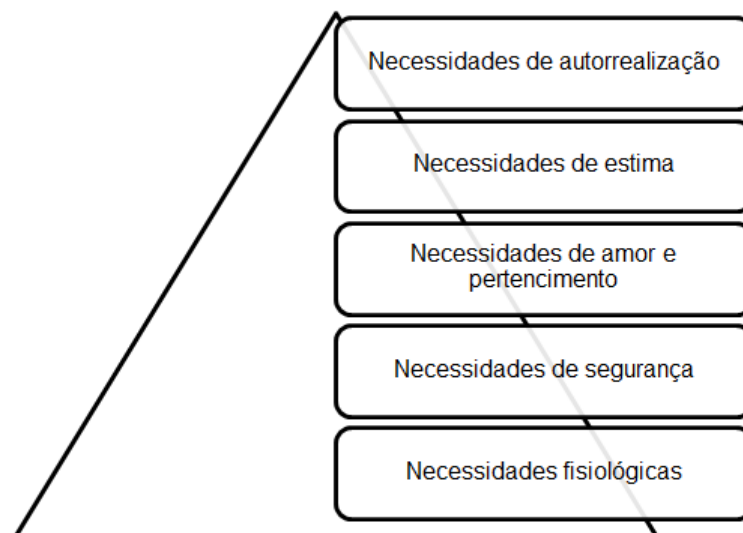 Necessidades de autorrealização
Necessidades de estima
Necessidades de amor e
pertencimento
Necessidades de segurança
Necessidades fisiológicas